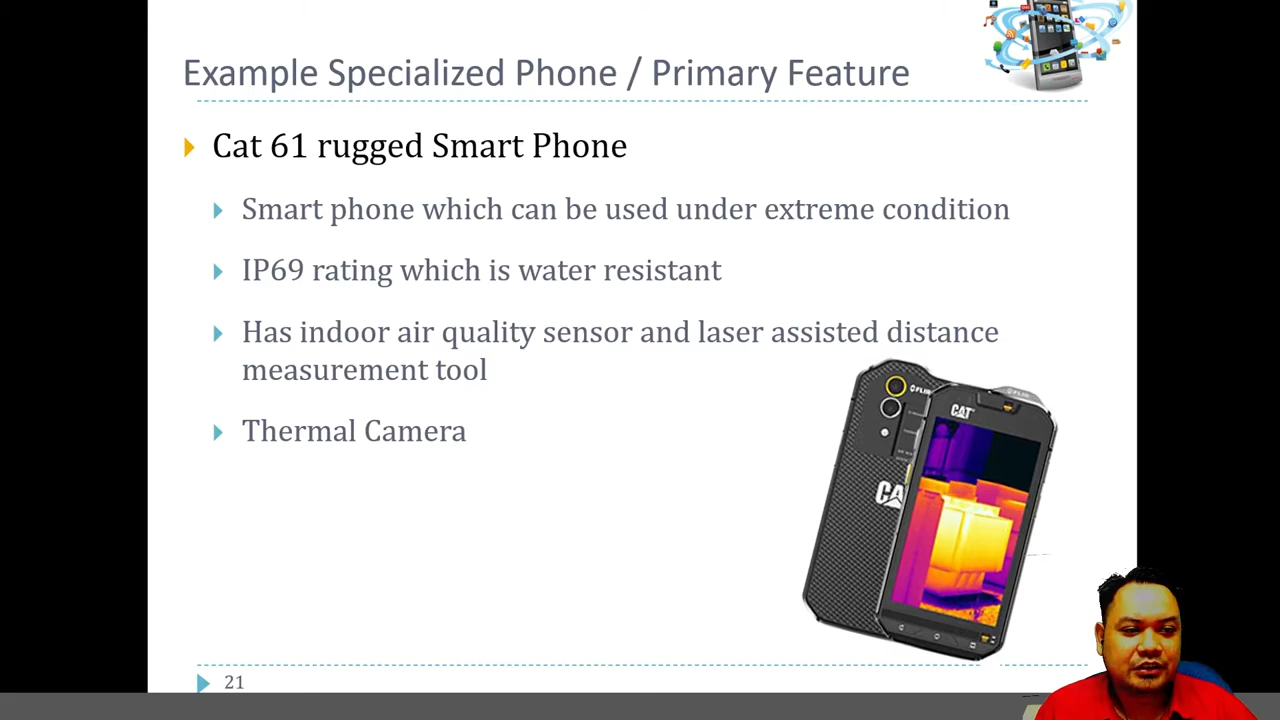 Example Specialized Phone / Primary Feature
Cat 61 rugged Smart Phone
Smart phone which can be used under extreme condition
IP69 rating which is water resistant
Has indoor air quality sensor and laser assisted distance
measurement tool
Thermal Camera
FLIR
CAT
CAT
21